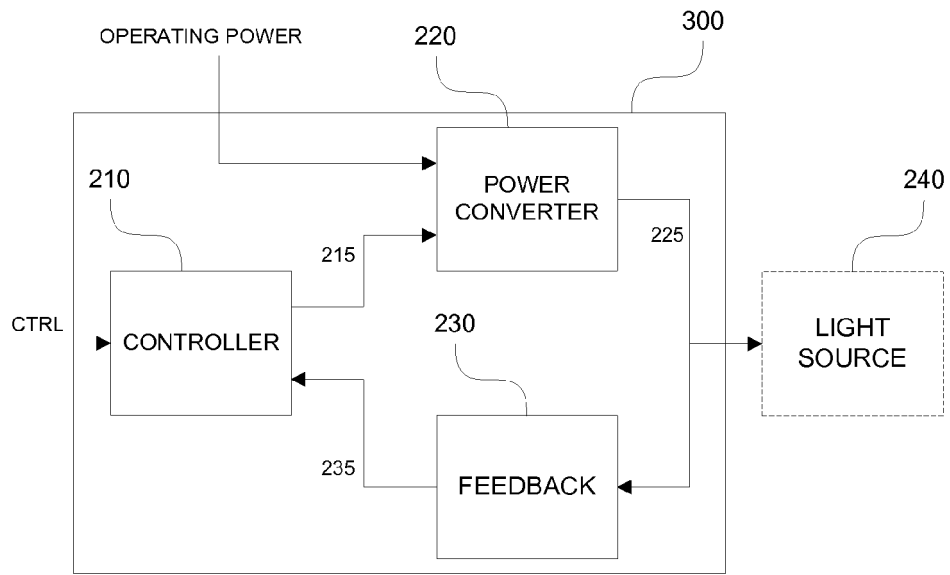 OPERATING POWER
220
300
210
POWER
CONVERTER
240
215
225
CTRL
CONTROLLER
230
LIGHT
SOURCE
235
FEEDBACK